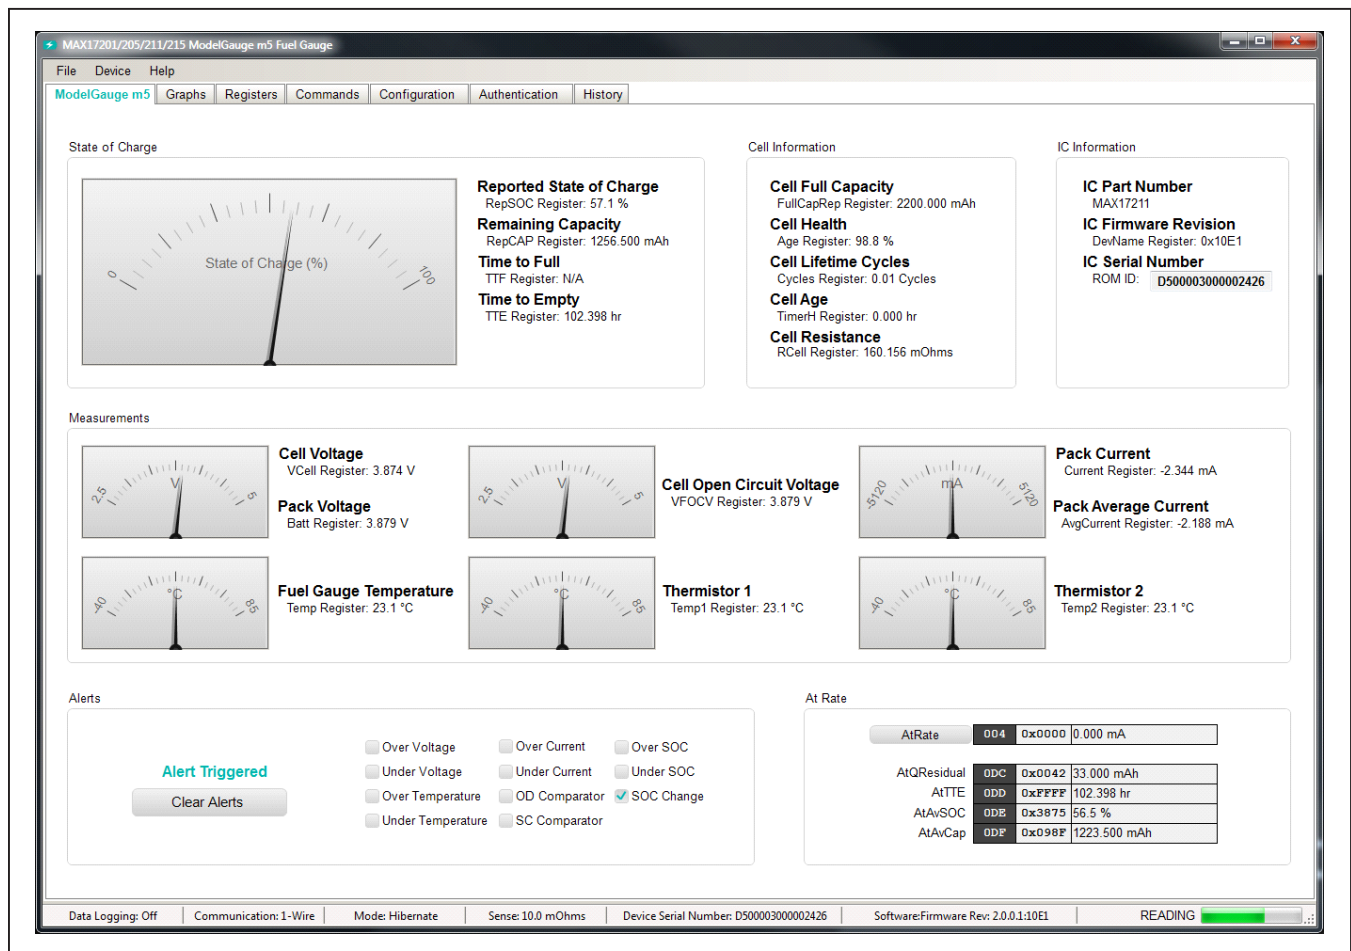 MAX17201/205/211/215 ModelGauge m5 Fuel Gauge
File Device Help
ModelGauge m5 Graphs Registers Commands Configuration Authentication History
State of Charge
0
100
State of Charge (%)
Reported State of Charge
RepSOC Register: 57.1 %
Remaining Capacity
RepCAP Register: 1256.500 mAh
Time to Full
TTF Register: N/A
Time to Empty
TTE Register: 102.398 hr
Cell Information
Cell Full Capacity
FullCapRep Register: 2200.000 mAh
Cell Health
Age Register: 98.8 %
Cell Lifetime Cycles
Cycles Register: 0.01 Cycles
Cell Age
TimerH Register: 0.000 hr
Cell Resistance
RCell Register: 160.156 mOhms
IC Information
IC Part Number
MAX17211
IC Firmware Revision
DevName Register: 0x10E1
IC Serial Number
ROM ID: D500003000002426
Measurements
2.5 V 5
Cell Voltage
VCell Register: 3.874 V
Pack Voltage
Batt Register: 3.879 V
2.5 V 5
Cell Open Circuit Voltage
VFOCV Register: 3.879 V
-5120 mA 5120
Pack Current
Current Register: -2.344 mA
Pack Average Current
AvgCurrent Register: -2.188 mA
-40 °C 85
Fuel Gauge Temperature
Temp Register: 23.1 °C
-40 °C 85
Thermistor 1
Temp1 Register: 23.1 °C
-40 °C 85
Thermistor 2
Temp2 Register: 23.1 °C
Alerts
Alert Triggered
Clear Alerts
Over Voltage Over Current Over SOC
Under Voltage Under Current Under SOC
Over Temperature OD Comparator SOC Change
Under Temperature SC Comparator
At Rate
AtRate 004 0x0000 0.000 mA
AtQResidual 0DC 0x0042 33.000 mAh
AtTTE 0DD 0xFFFF 102.398 hr
AtAvSOC 0DE 0x3875 56.5 %
AtAvCap 0DF 0x098F 1223.500 mAh
Data Logging: Off Communication: 1-Wire Mode: Hibernate Sense: 10.0 mOhms Device Serial Number: D500003000002426 Software:Firmware Rev: 2.0.0.1:10E1 READING